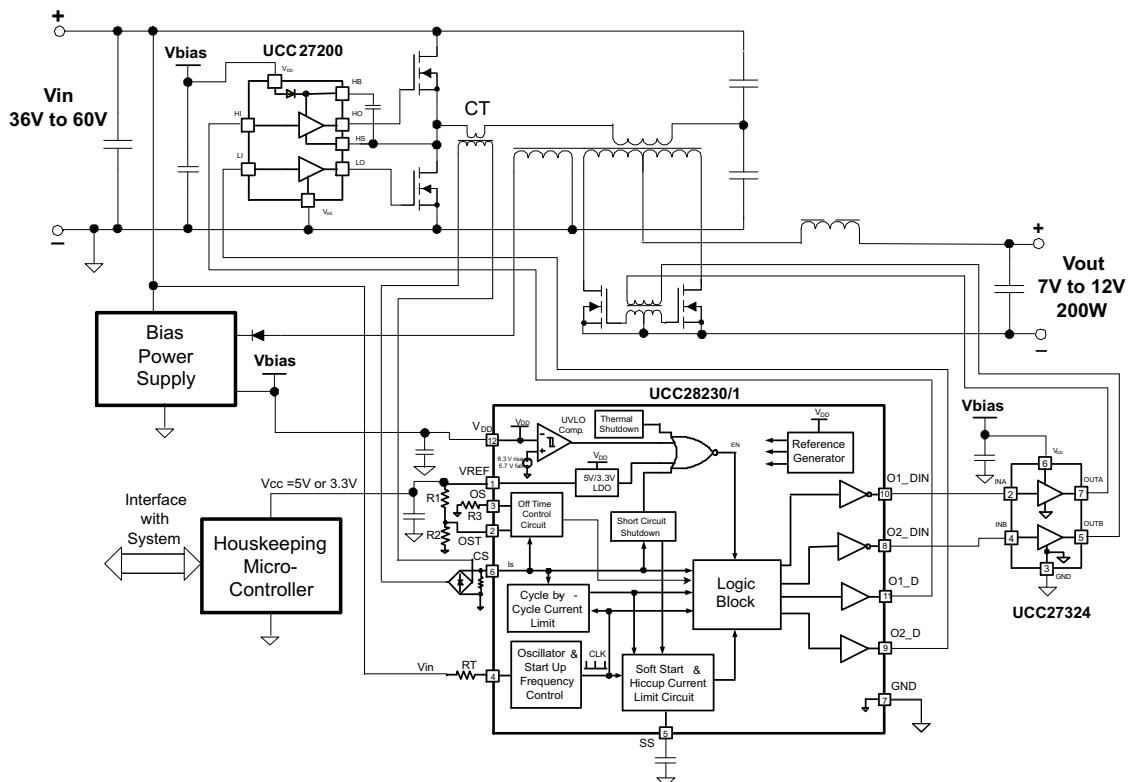 +
Vbias
UCC27200
VDD
HB
Vin
36V to 60V
HI
HO
HS
LI
LO
VSS
CT
–
+
Vout
7V to 12V
200W
–
Bias
Power
Supply
Vbias
UCC28230/1
VDD
12
VDD
UVLO
Comp.
6.3 V rise
5.7 V fall
Thermal
Shutdown
EN
VDD
Reference
Generator
Vcc =5V or 3.3V
VREF
1
VDD
5V/3.3V
LDO
R1
OS
3
R3
R2
2
OST
Off Time
Control
Circuit
Short Circuit
Shutdown
CS
6
Is
Cycle by -
Cycle Current
Limit
Logic
Block
Interface
with
System
Houskeeping
Micro-
Controller
Vin
RT
4
Oscillator &
Start Up
Frequency
Control
CLK
Soft Start &
Hiccup Current
Limit Circuit
5
SS
O1_DIN
10
O2_DIN
8
O1_D
11
O2_D
9
GND
7
Vbias
VDD
6
INA
2
OUTA
7
INB
4
OUTB
5
3
GND
UCC27324